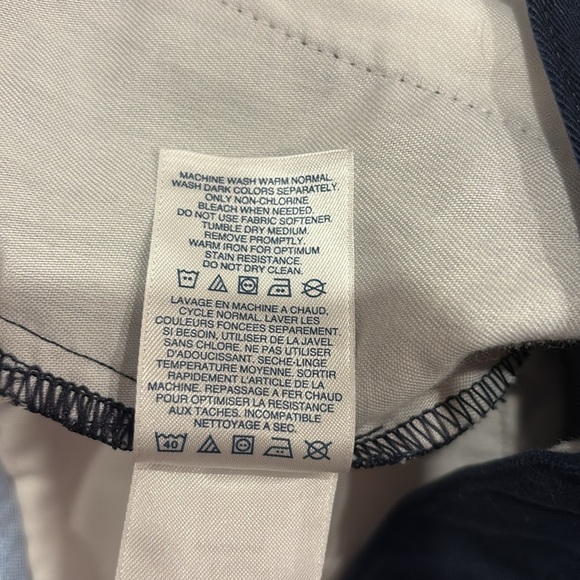 MACHINE WASH WARM NORMAL.
WASH DARK COLORS SEPARATELY.
ONLY NON-CHLORINE
BLEACH WHEN NEEDED.
DO NOT USE FABRIC SOFTENER.
TUMBLE DRY MEDIUM.
REMOVE PROMPTLY.
WARM IRON FOR OPTIMUM
STAIN RESISTANCE.
DO NOT DRY CLEAN.
LAVAGE EN MACHINE A CHAUD,
CYCLE NORMAL. LAVER LES
COULEURS FONCEES SEPAREMENT.
SI BESOIN, UTILISER DE LA JAVEL
SANS CHLORE. NE PAS UTILISER
D'ADOUCISSANT. SECHE-LINGE
TEMPERATURE MOYENNE. SORTIR
RAPIDEMENT L'ARTICLE DE LA
MACHINE. REPASSAGE A FER CHAUD
POUR OPTIMISER LA RESISTANCE
AUX TACHES. INCOMPATIBLE
NETTOYAGE A SEC.
40